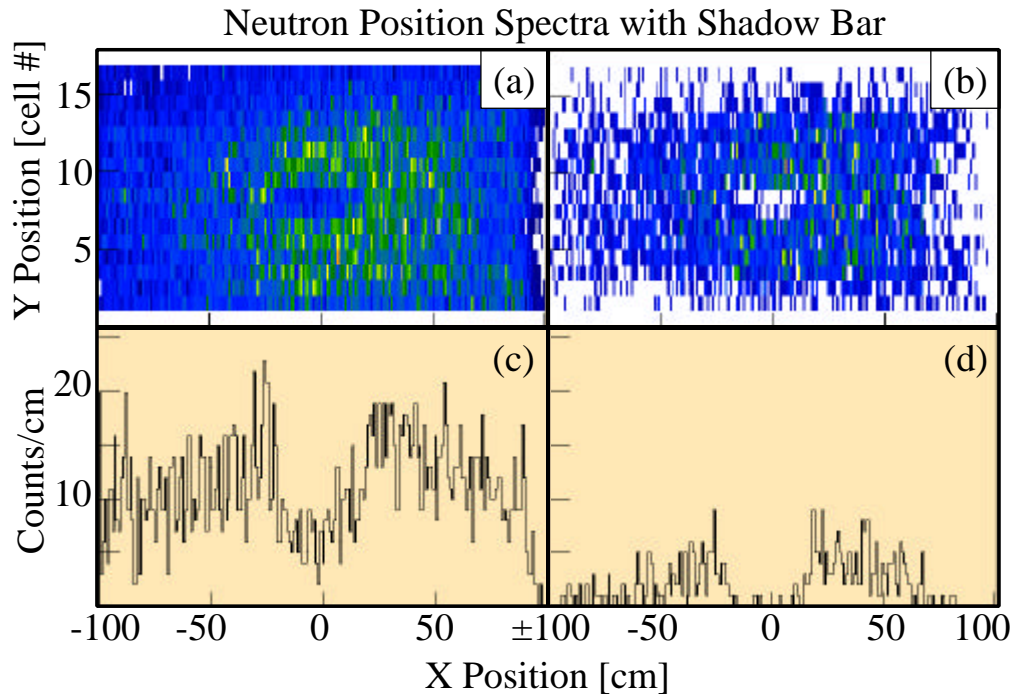 Neutron Position Spectra with Shadow Bar
Y Position [cell #]
15
10
5
(a)
(b)
Counts/cm
20
10
(c)
(d)
-100 -50 0 50 ±100 -50 0 50 100
X Position [cm]